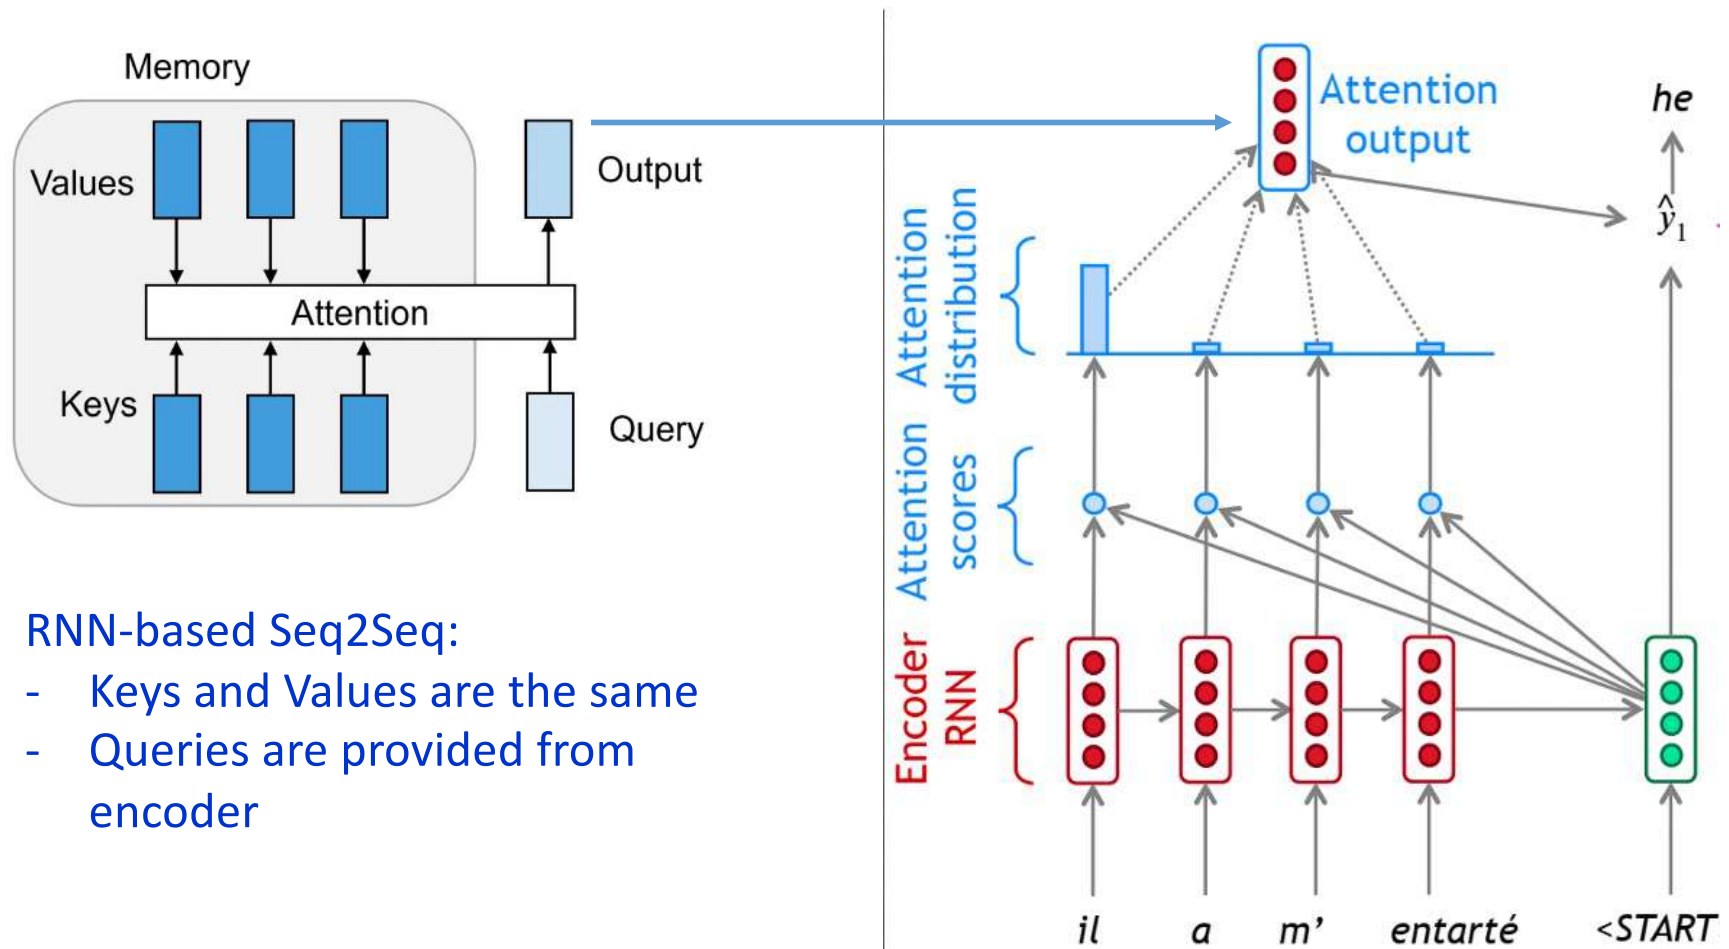 Memory
Values
Output
Attention
Keys
Query
RNN-based Seq2Seq:
- Keys and Values are the same
- Queries are provided from
encoder
Attention
output
he
ŷ₁
Attention
distribution
Attention
scores
Encoder
RNN
il
a
m’
entarté
<START